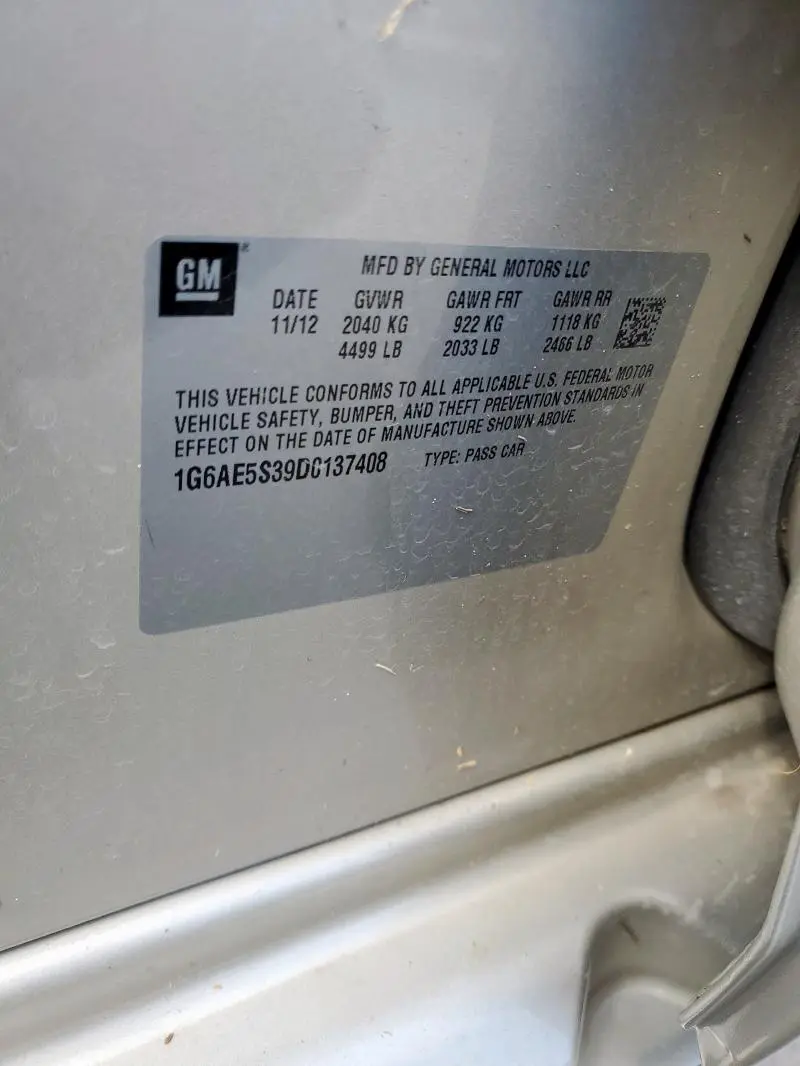 GM®
MFD BY GENERAL MOTORS LLC
DATE GVWR GAWR FRT GAWR RR
11/12 2040 KG 922 KG 1118 KG
4499 LB 2033 LB 2466 LB
THIS VEHICLE CONFORMS TO ALL APPLICABLE U.S. FEDERAL MOTOR
VEHICLE SAFETY, BUMPER, AND THEFT PREVENTION STANDARDS IN
EFFECT ON THE DATE OF MANUFACTURE SHOWN ABOVE.
1G6AE5S39D0137408 TYPE: PASS CAR